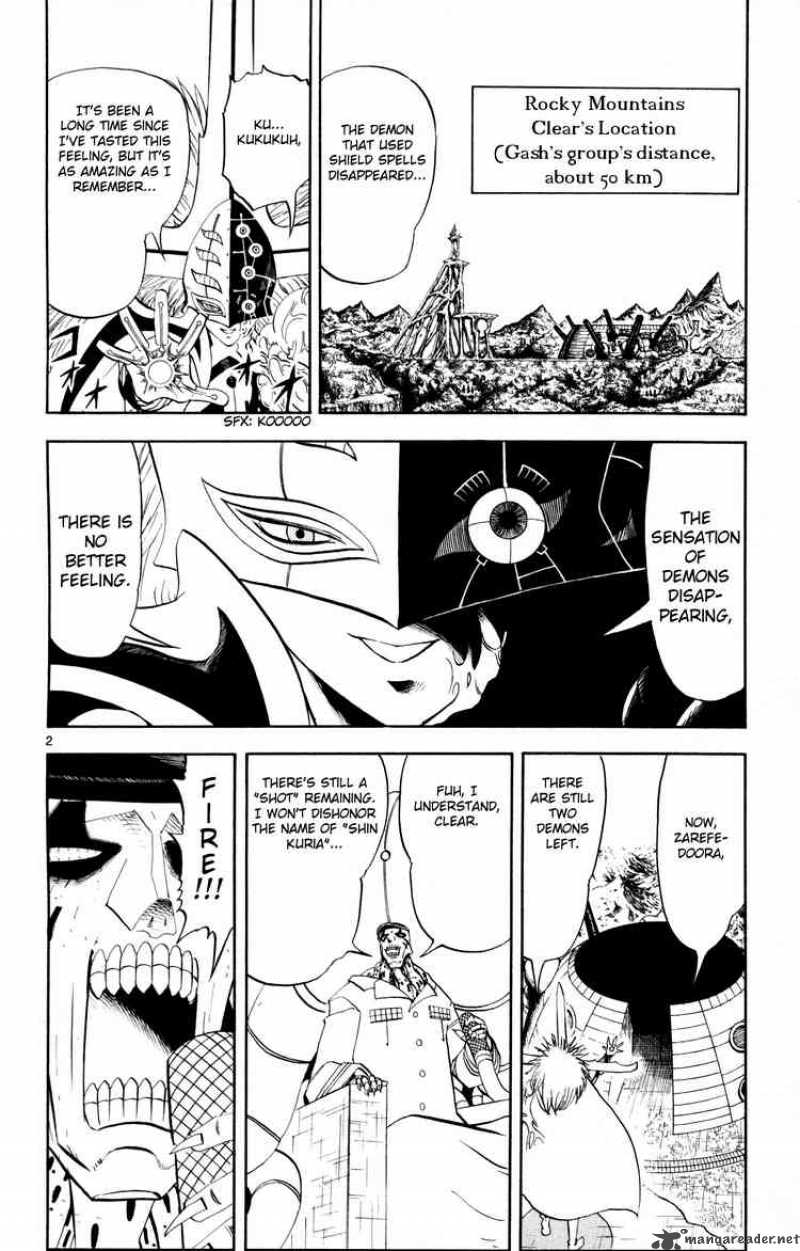 Rocky Mountains
Clear's Location
(Gash's group's distance,
about 50 km)
THE DEMON
THAT USED
SHIELD SPELLS
DISAPPEARED...
KU...
KUKUKUH,
IT'S BEEN A
LONG TIME SINCE
I'VE TASTED THIS
FEELING, BUT IT'S
AS AMAZING AS I
REMEMBER...
SFX: KOOOOO
THE
SENSATION
OF
DEMONS
DISAP-
PEARING,
THERE IS
NO
BETTER
FEELING.
2
NOW,
ZAREFE-
DOORA,
THERE
ARE STILL
TWO
DEMONS
LEFT.
FUH, I
UNDERSTAND,
CLEAR.
THERE'S STILL A
"SHOT" REMAINING.
I WON'T DISHONOR
THE NAME OF "SHIN
KURIA"...
FIRE!!!
mangareader.net